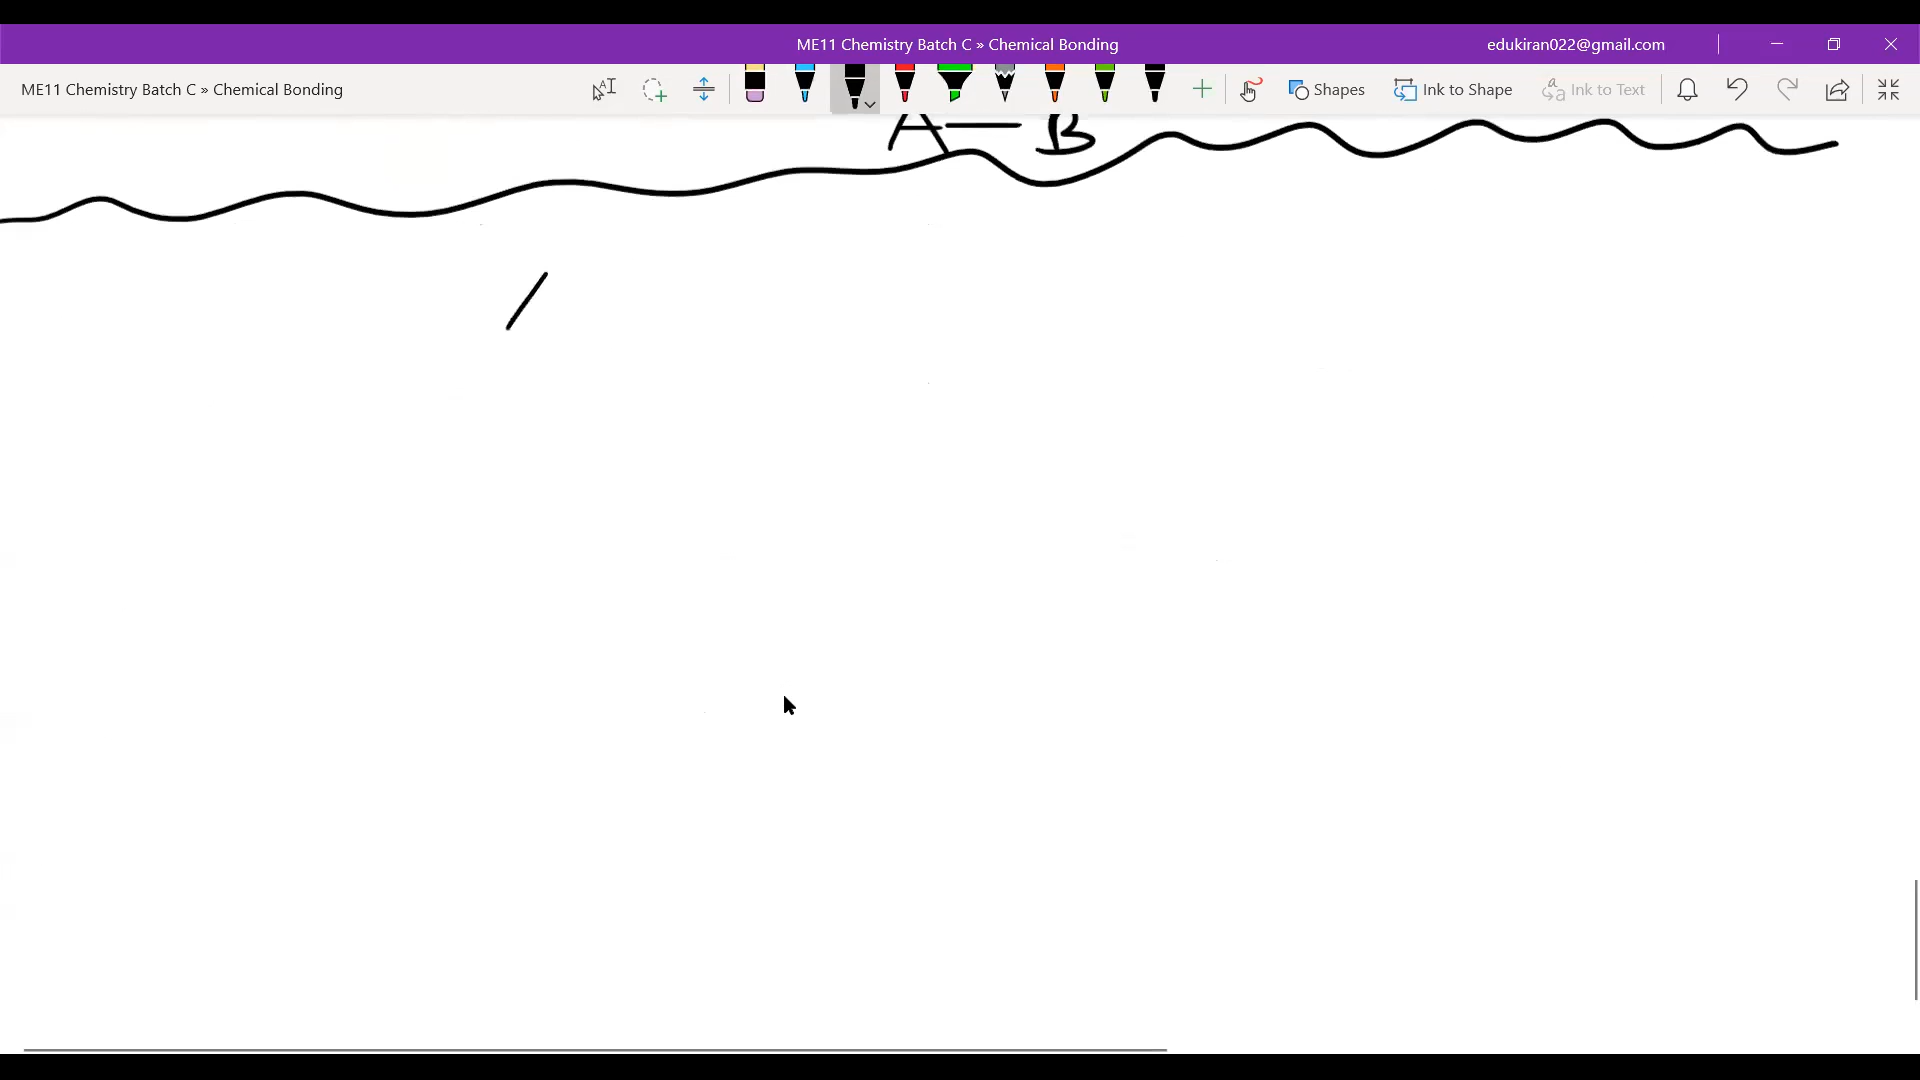 ME11 Chemistry Batch C » Chemical Bonding
edukiran022@gmail.com
ME11 Chemistry Batch C » Chemical Bonding
Shapes
Ink to Shape
Ink to Text
A — B